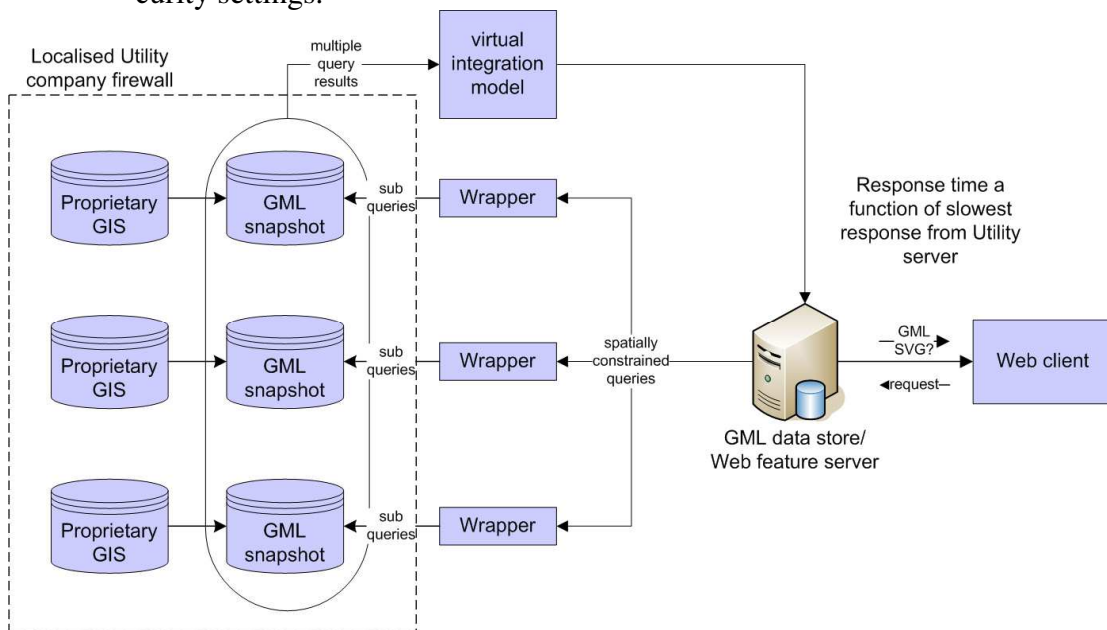 curity settings.
Localised Utility
company firewall
multiple
query
results
virtual
integration
model
Proprietary
GIS
GML
snapshot
sub
queries
Wrapper
Response time a
function of slowest
response from Utility
server
Proprietary
GIS
GML
snapshot
sub
queries
Wrapper
spatially
constrained
queries
GML
SVG?
request
Web client
GML data store/
Web feature server
Proprietary
GIS
GML
snapshot
sub
queries
Wrapper